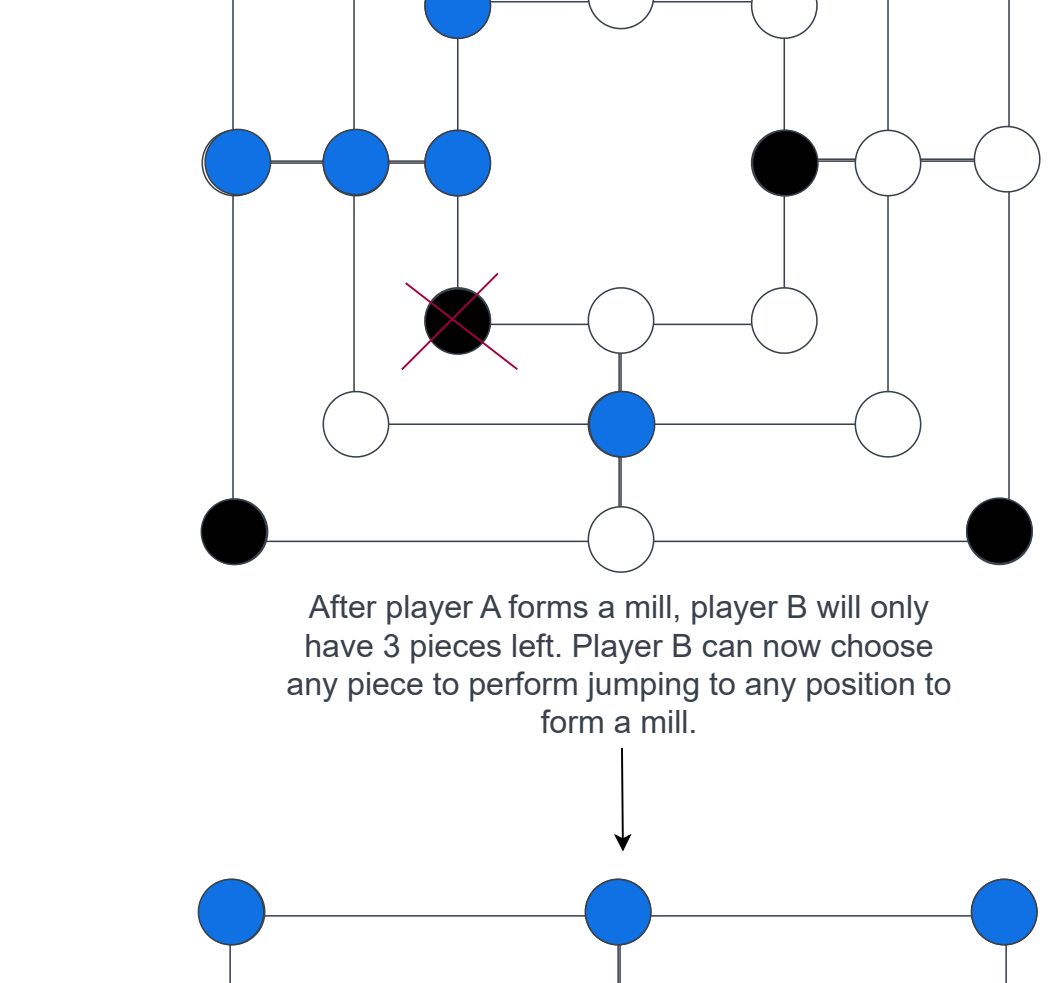 After player A forms a mill, player B will only
have 3 pieces left. Player B can now choose
any piece to perform jumping to any position to
form a mill.